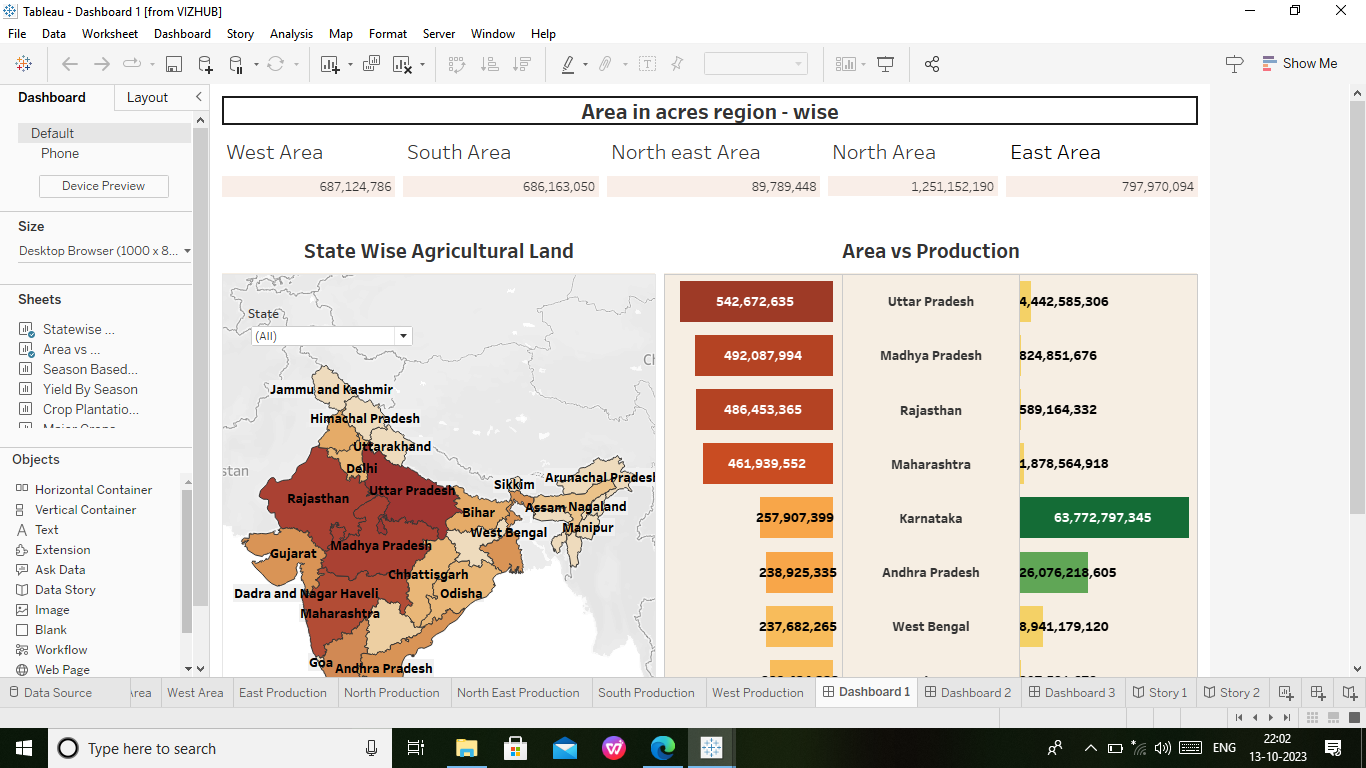 Tableau - Dashboard 1 [from VIZHUB]
File Data Worksheet Dashboard Story Analysis Map Format Server Window Help
Show Me
Dashboard Layout
Default
Phone
Device Preview
Size
Desktop Browser (1000 x 8...
Sheets
Statewise ...
Area vs ...
Season Based...
Yield By Season
Crop Plantatio...
Major Crops
Objects
Horizontal Container
Vertical Container
Text
Extension
Ask Data
Data Story
Image
Blank
Workflow
Web Page
Area in acres region - wise
West Area South Area North east Area North Area East Area
687,124,786 686,163,050 89,789,448 1,251,152,190 797,970,094
State Wise Agricultural Land
State
(All)
Jammu and Kashmir
Himachal Pradesh
Uttarakhand
stan Delhi
Arunachal Pradesh
Sikkim
Rajasthan Uttar Pradesh
Bihar Assam Nagaland
West Bengal Manipur
Gujarat Madhya Pradesh
Chhattisgarh
Dadra and Nagar Haveli Odisha
Maharashtra
Goa Andhra Pradesh
Ch
Area vs Production
542,672,635 Uttar Pradesh 4,442,585,306
492,087,994 Madhya Pradesh 824,851,676
486,453,365 Rajasthan 589,164,332
461,939,552 Maharashtra 1,878,564,918
257,907,399 Karnataka 63,772,797,345
238,925,335 Andhra Pradesh 26,076,218,605
237,682,265 West Bengal 8,941,179,120
Data Source rea West Area East Production North Production North East Production South Production West Production Dashboard 1 Dashboard 2 Dashboard 3 Story 1 Story 2
Type here to search
ENG
22:02
13-10-2023